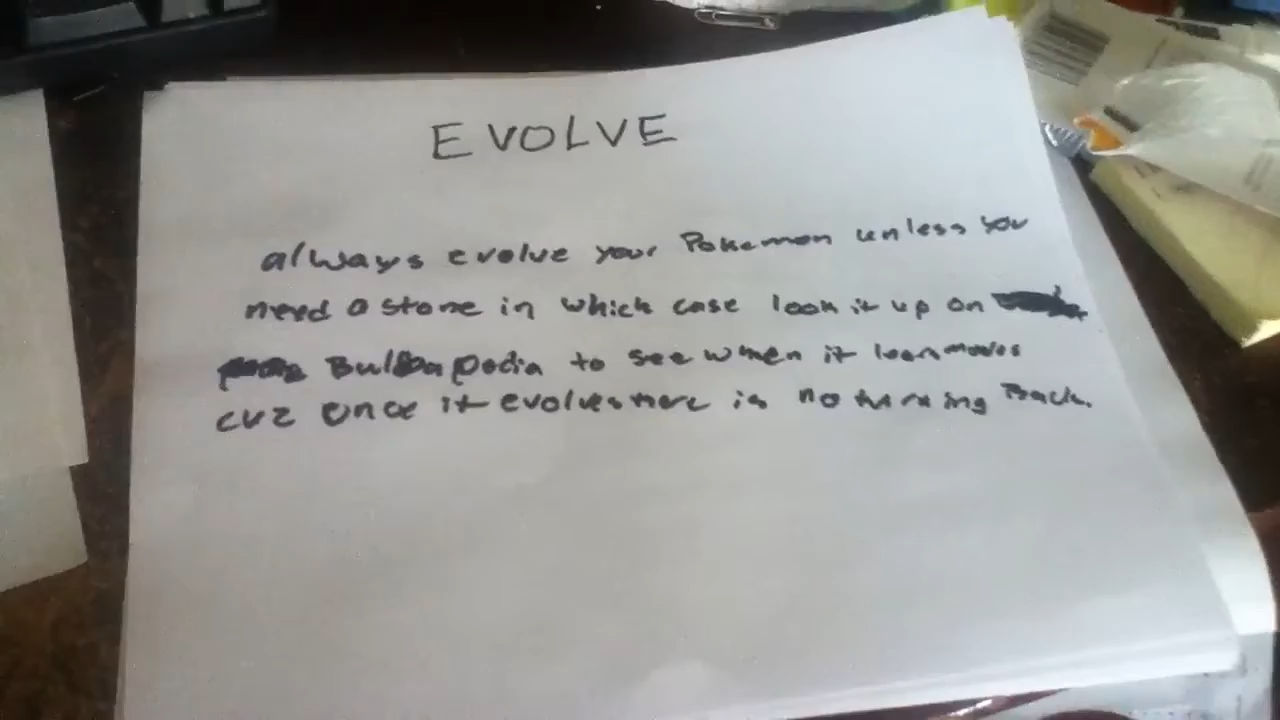 EVOLVE
always evolve your Pokemon unless you
need a stone in which case look it up on
Bulbapedia to see when it learn moves
cuz once it evolves there is no turning Back.